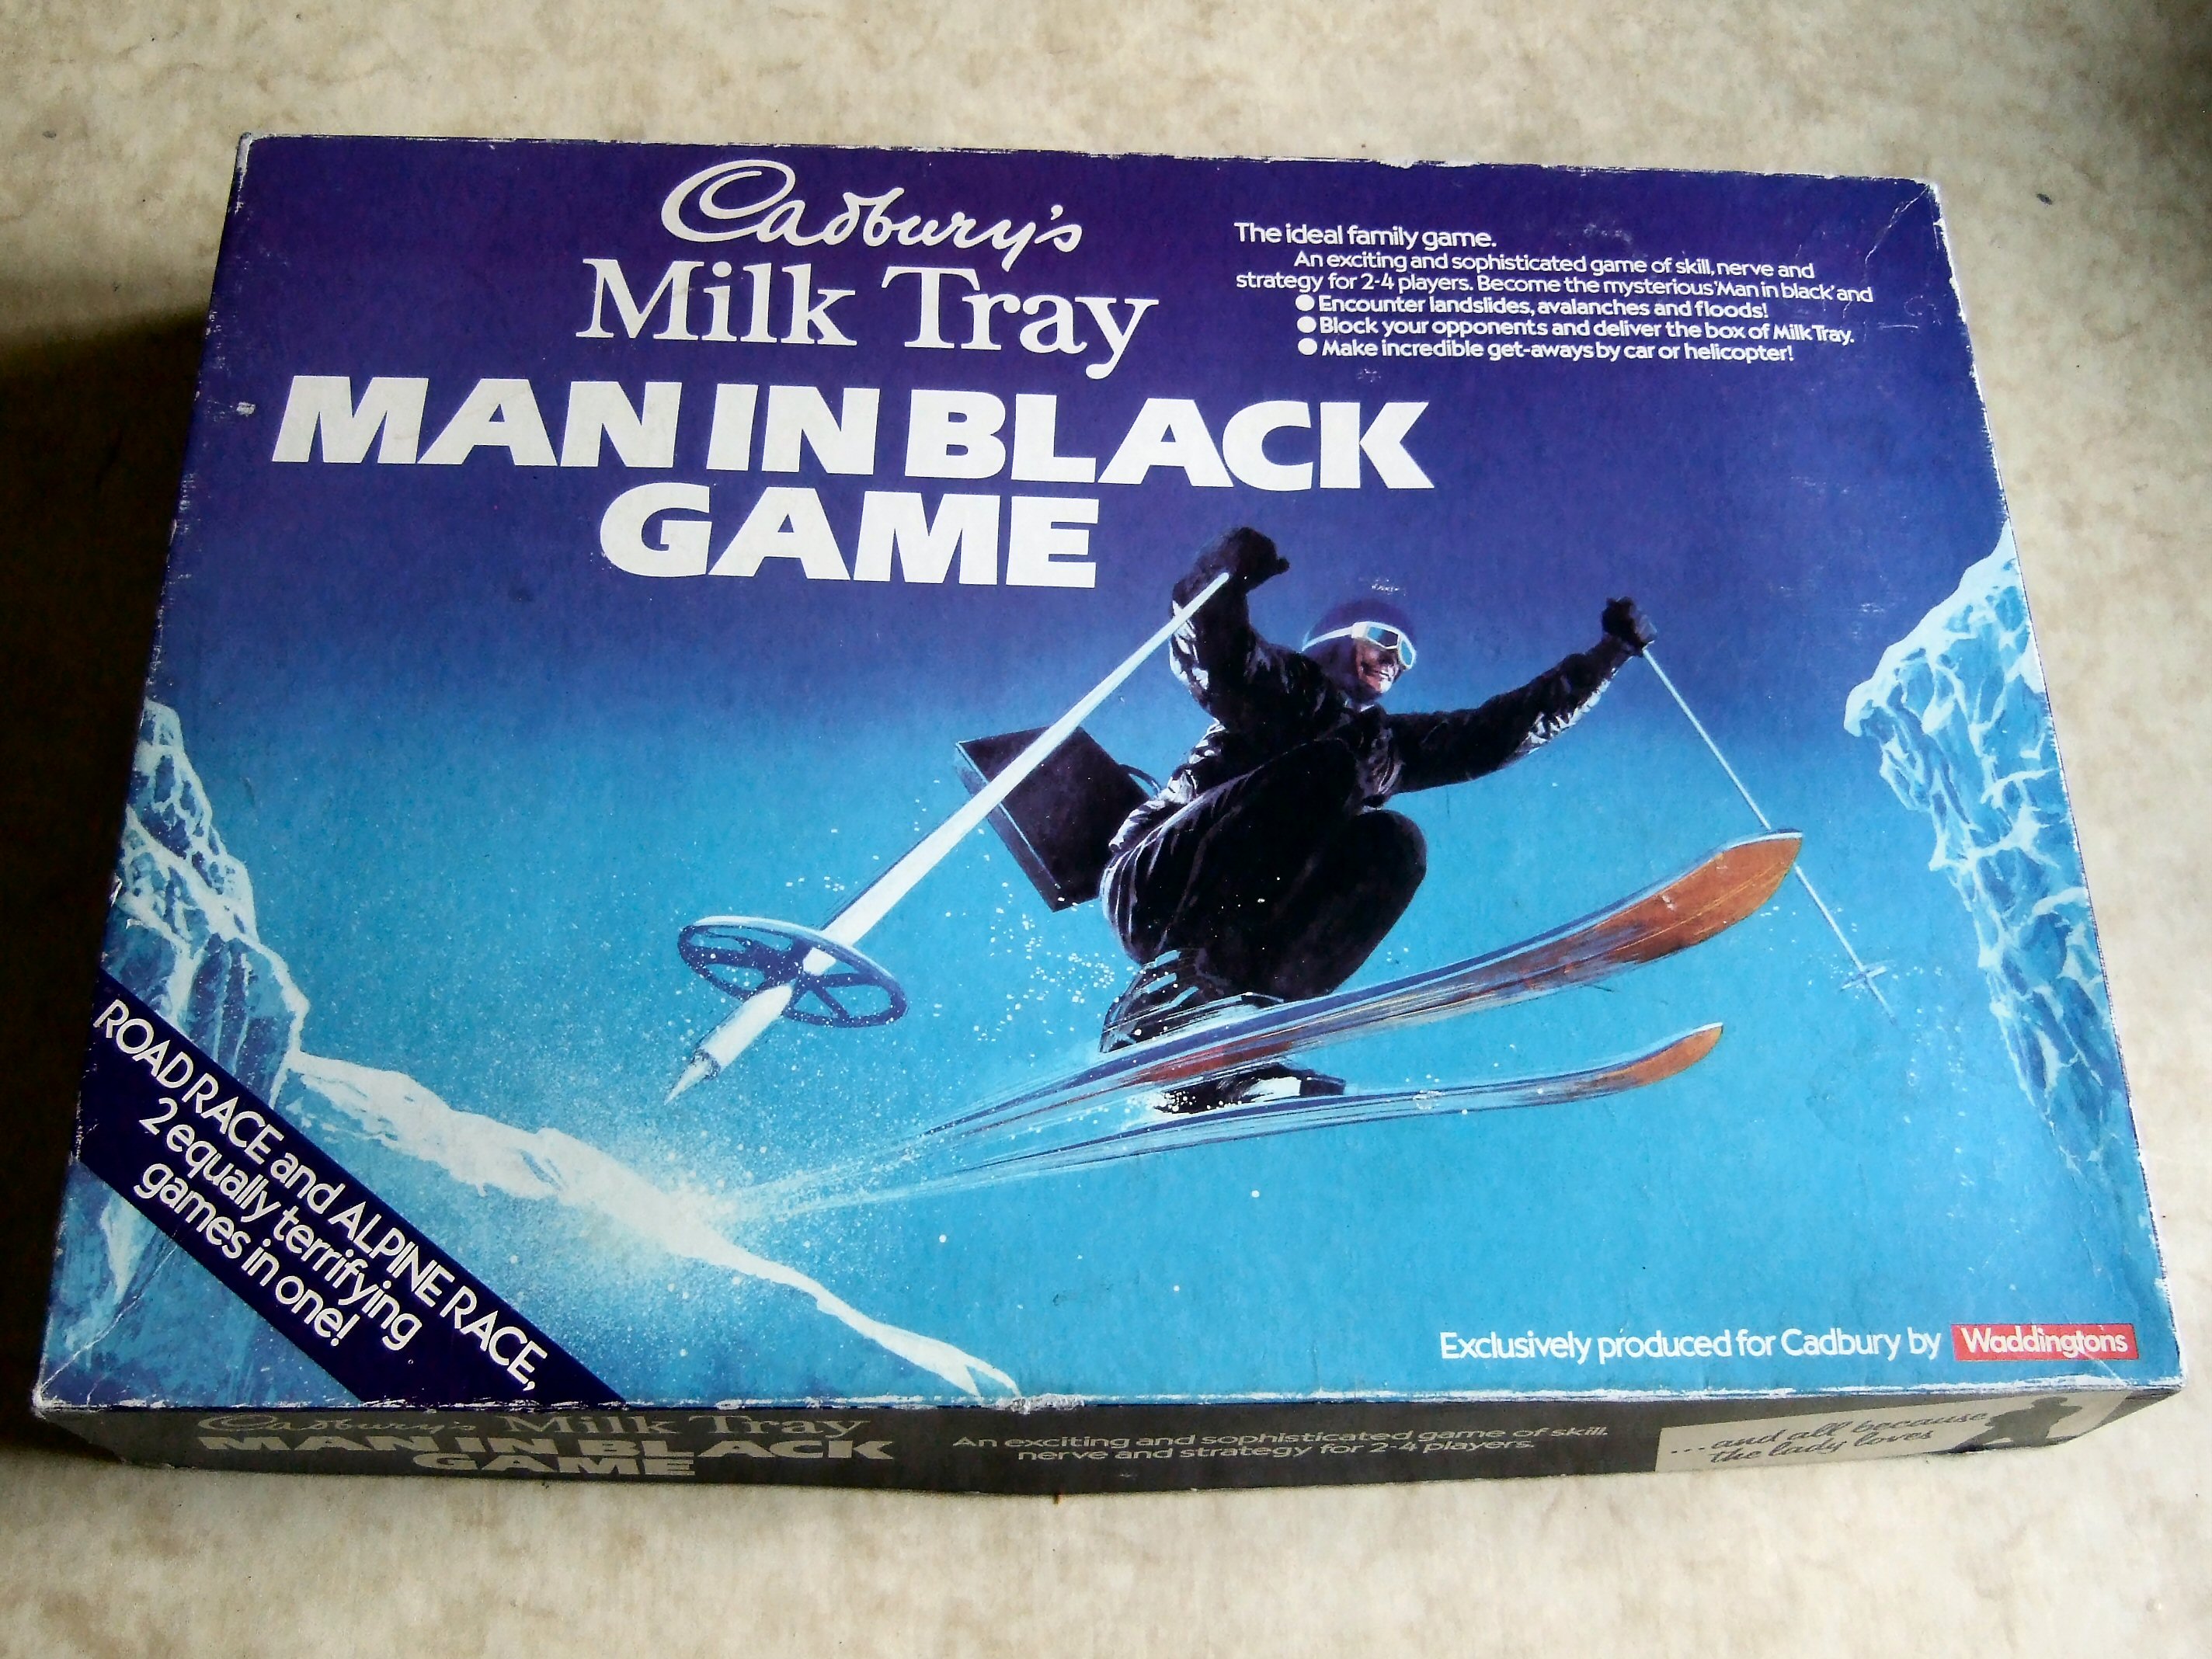 Cadbury's
Milk Tray
MAN IN BLACK
GAME
The ideal family game.
An exciting and sophisticated game of skill, nerve and
strategy for 2-4 players. Become the mysterious 'Man in black' and
● Encounter landslides, avalanches and floods!
● Block your opponents and deliver the box of Milk Tray.
● Make incredible get-aways by car or helicopter!
ROAD RACE and ALPINE RACE,
2 equally terrifying
games in one!
Exclusively produced for Cadbury by Waddingtons
Cadbury's Milk Tray
MAN IN BLACK
GAME
An exciting and sophisticated game of skill,
nerve and strategy for 2-4 players.
...and all because
the lady loves